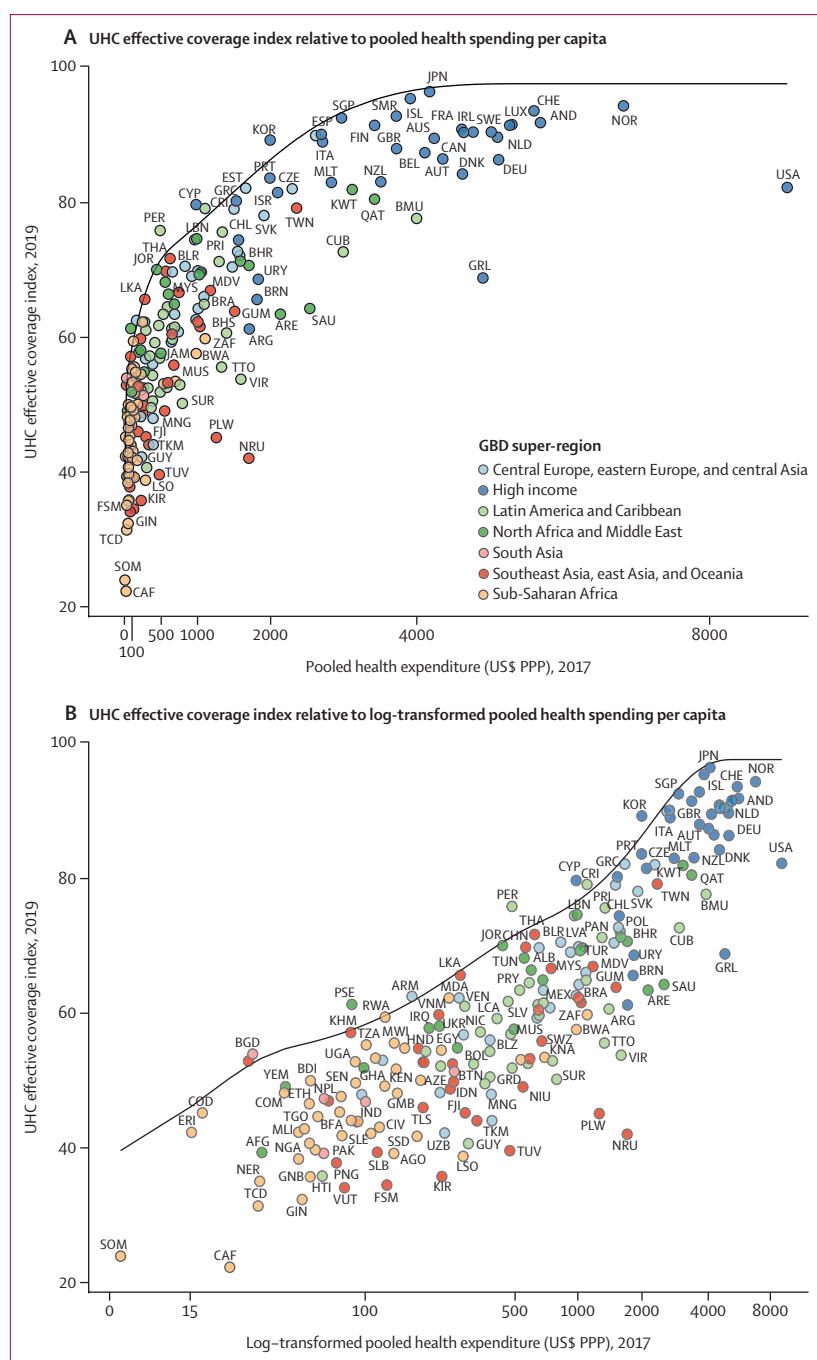 A UHC effective coverage index relative to pooled health spending per capita
100
80
60
40
20
UHC effective coverage index, 2019
JPN
SGP
SMR
ISL
FRA
IRL
SWE
LUX
CHE
AND
NOR
KOR
ESP
FIN
GBR
AUS
NLD
ITA
BEL
AUT
CAN
DNK
DEU
USA
EST
PRT
CZE
MLT
NZL
CYP
GRC
CRI
ISR
KWT
QAT
BMU
PER
LBN
CHL
SVK
TWN
THA
PRI
CUB
JOR
BLR
BHR
GRL
LKA
MYS
MDV
URY
BRA
BRN
GUM
BHS
ARE
SAU
ZAF
ARG
JAM
BWA
MUS
TTO
VIR
SUR
MNG
PLW
FJI
TKM
GUY
NRU
TUV
LSO
KIR
FSM
GIN
TCD
SOM
CAF
GBD super-region
Central Europe, eastern Europe, and central Asia
High income
Latin America and Caribbean
North Africa and Middle East
South Asia
Southeast Asia, east Asia, and Oceania
Sub-Saharan Africa
0 500 1000 2000 4000 8000
100
Pooled health expenditure (US$ PPP), 2017
B UHC effective coverage index relative to log-transformed pooled health spending per capita
100
80
60
40
20
UHC effective coverage index, 2019
JPN
SGP
ISL
CHE
NOR
KOR
GBR
AND
NLD
ITA
AUT
DEU
PRT
CZE
MLT
NZL
DNK
USA
CYP
GRC
CRI
KWT
QAT
PER
TWN
BMU
LBN
PRI
CHL
SVK
THA
JOR
CHN
BLR
LVA
PAN
POL
BHR
CUB
TUN
ALB
TUR
URY
GRL
LKA
MYS
MDV
BRN
PRY
GUM
ARE
SAU
ARM
MDA
VEN
MEX
BRA
PSE
RWA
VNM
LCA
SLV
ARG
IRQ
UKR
NIC
ZAF
KHM
MUS
BWA
TZA
MWI
HND
EGY
BLZ
SWZ
TTO
BGD
UGA
BOL
KNA
VIR
YEM
BDI
SEN
GHA
KEN
AZE
BTN
GRD
SUR
COM
ETH
NPL
IDN
NIU
COD
IND
GMB
MNG
ERI
TGO
BFA
CIV
TLS
FJI
TKM
PLW
MLI
SLE
SSD
UZB
GUY
AFG
NGA
PAK
AGO
TUV
NRU
NER
GNB
HTI
PNG
SLB
LSO
TCD
VUT
FSM
KIR
GIN
SOM
CAF
0 15 100 500 1000 2000 4000 8000
Log–transformed pooled health expenditure (US$ PPP), 2017